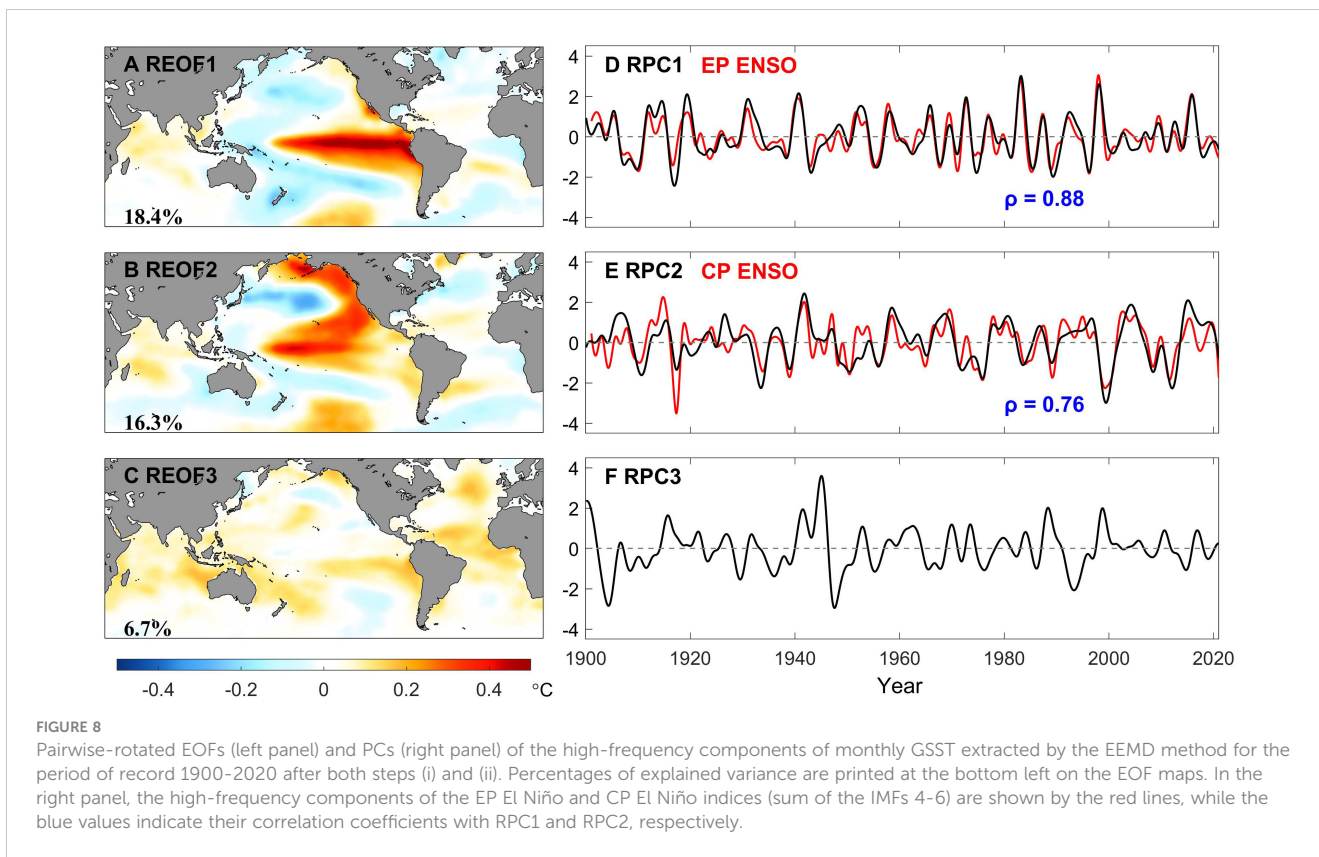 A REOF1
18.4%
B REOF2
16.3%
C REOF3
6.7%
-0.4 -0.2 0 0.2 0.4 °C
D RPC1 EP ENSO
4
2
0
-2
-4
ρ = 0.88
E RPC2 CP ENSO
4
2
0
-2
-4
ρ = 0.76
F RPC3
4
2
0
-2
-4
1900 1920 1940 1960 1980 2000 2020
Year
FIGURE 8
Pairwise-rotated EOFs (left panel) and PCs (right panel) of the high-frequency components of monthly GSST extracted by the EEMD method for the
period of record 1900-2020 after both steps (i) and (ii). Percentages of explained variance are printed at the bottom left on the EOF maps. In the
right panel, the high-frequency components of the EP El Niño and CP El Niño indices (sum of the IMFs 4-6) are shown by the red lines, while the
blue values indicate their correlation coefficients with RPC1 and RPC2, respectively.